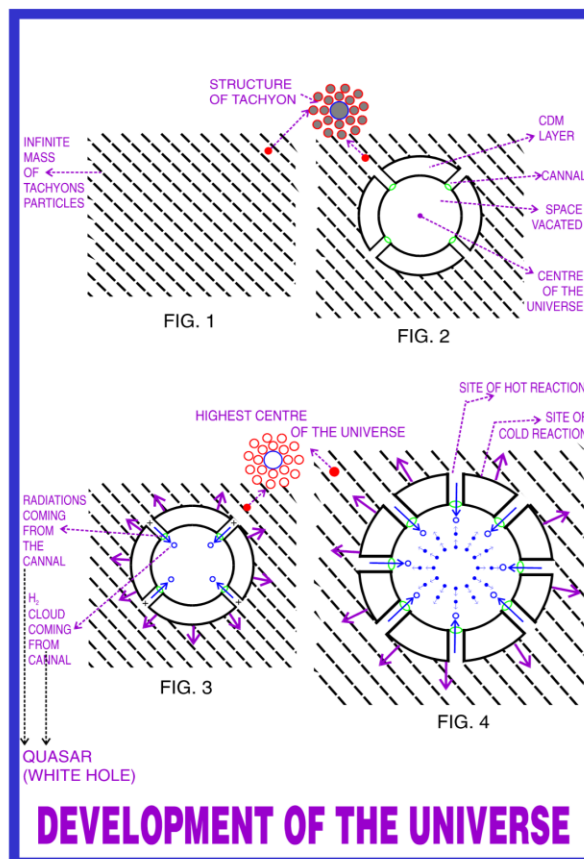 STRUCTURE
OF TACHYON
INFINITE
MASS
OF
TACHYONS
PARTICLES
FIG. 1
CDM
LAYER
CANNAL
SPACE
VACATED
CENTRE
OF THE
UNIVERSE
FIG. 2
HIGHEST CENTRE
OF THE UNIVERSE
RADIATIONS
COMING
FROM
THE
CANNAL
H2
CLOUD
COMING
FROM
CANNAL
FIG. 3
SITE OF HOT REACTION
SITE OF
COLD REACTION
FIG. 4
QUASAR
(WHITE HOLE)
DEVELOPMENT OF THE UNIVERSE